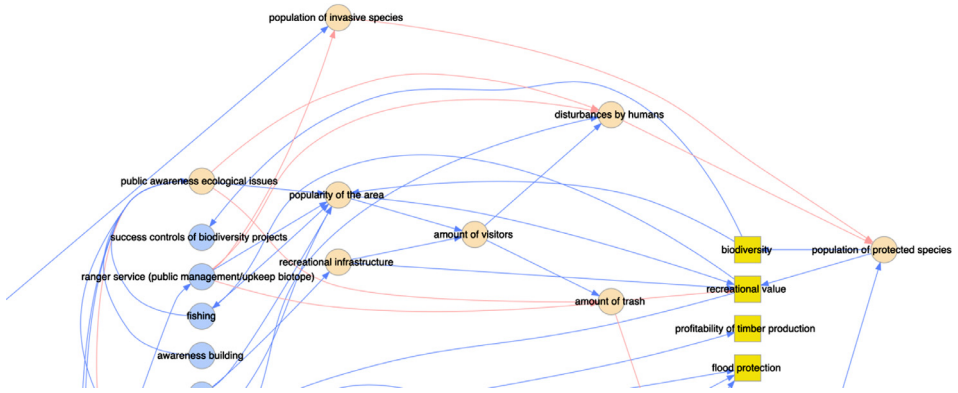 population of invasive species
disturbances by humans
public awareness ecological issues
popularity of the area
success controls of biodiversity projects
amount of visitors
biodiversity
population of protected species
recreational infrastructure
ranger service (public management/upkeep biotope)
recreational value
amount of trash
fishing
profitability of timber production
awareness building
flood protection